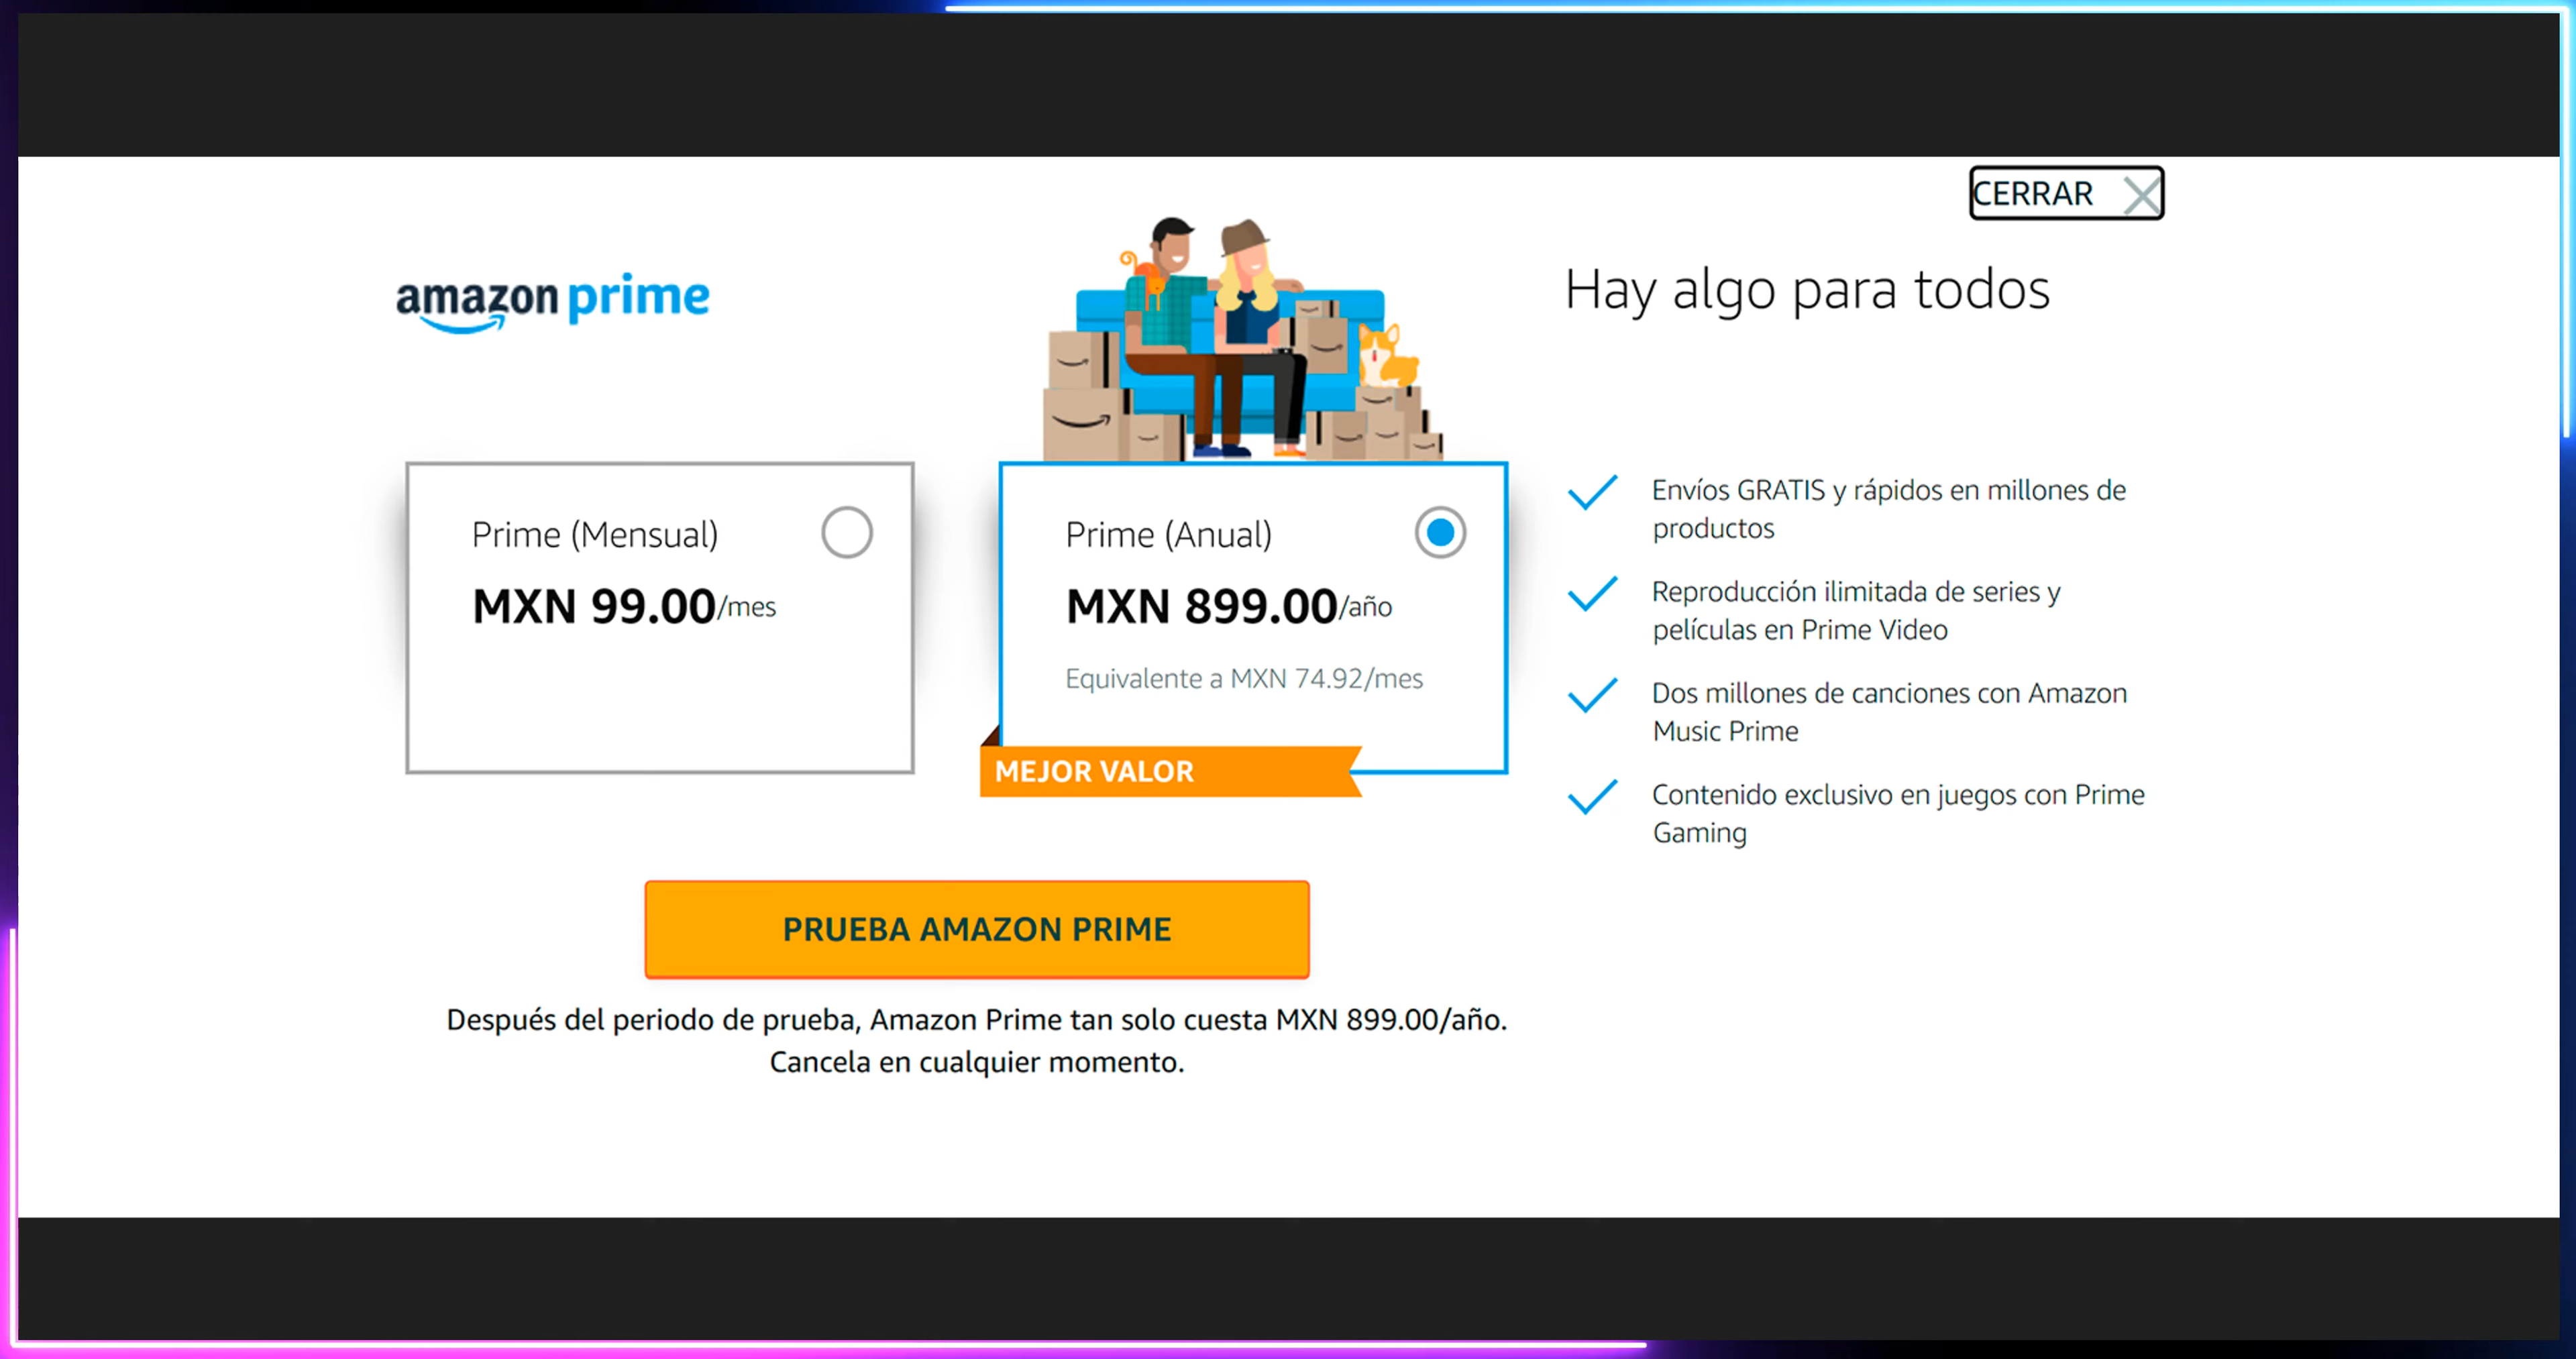 CERRAR
amazon prime
Hay algo para todos
Prime (Mensual)
MXN 99.00/mes
Prime (Anual)
MXN 899.00/año
Equivalente a MXN 74.92/mes
MEJOR VALOR
Envíos GRATIS y rápidos en millones de
productos
Reproducción ilimitada de series y
películas en Prime Video
Dos millones de canciones con Amazon
Music Prime
Contenido exclusivo en juegos con Prime
Gaming
PRUEBA AMAZON PRIME
Después del periodo de prueba, Amazon Prime tan solo cuesta MXN 899.00/año.
Cancela en cualquier momento.